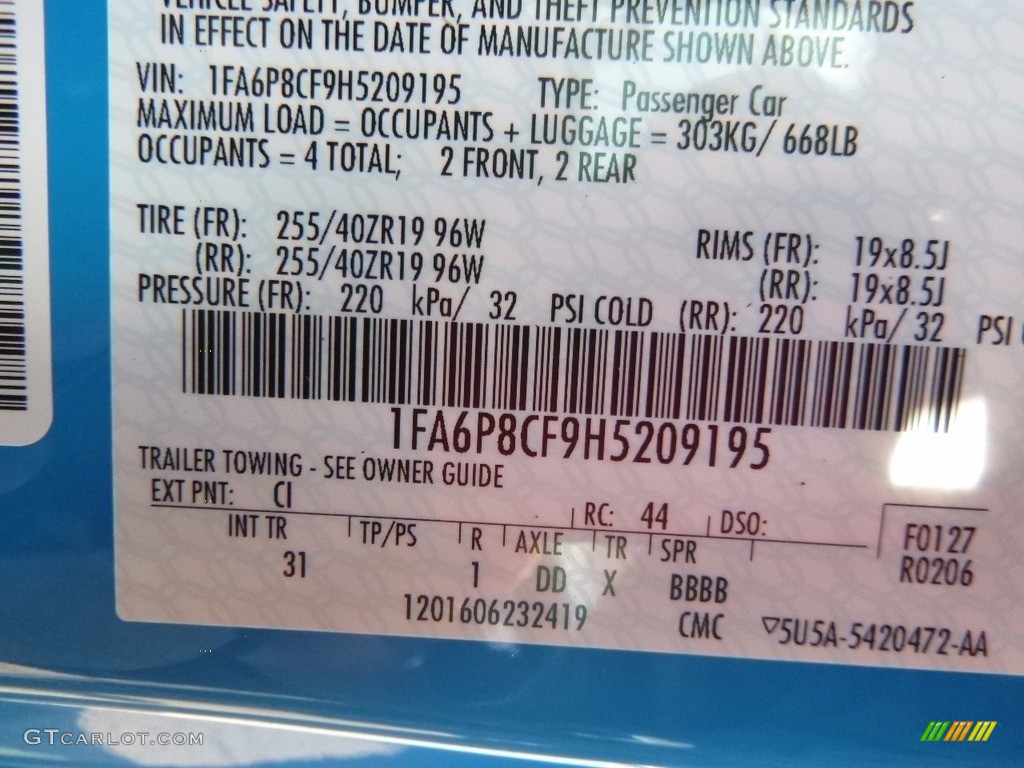 VEHICLE SAFETY, BUMPER, AND THEFT PREVENTION STANDARDS
IN EFFECT ON THE DATE OF MANUFACTURE SHOWN ABOVE.
VIN: 1FA6P8CF9H5209195 TYPE: Passenger Car
MAXIMUM LOAD = OCCUPANTS + LUGGAGE = 303KG/ 668LB
OCCUPANTS = 4 TOTAL; 2 FRONT, 2 REAR
TIRE (FR): 255/40ZR19 96W RIMS (FR): 19x8.5J
(RR): 255/40ZR19 96W (RR): 19x8.5J
PRESSURE (FR): 220 kPa/ 32 PSI COLD (RR): 220 kPa/ 32 PSI
1FA6P8CF9H5209195
TRAILER TOWING - SEE OWNER GUIDE
EXT PNT: CI RC: 44 DSO: F0127
INT TR TP/PS R AXLE TR SPR R0206
31 1 DD X BBBB
1201606232419 CMC ▽5U5A-5420472-AA
GTCARLOT.COM